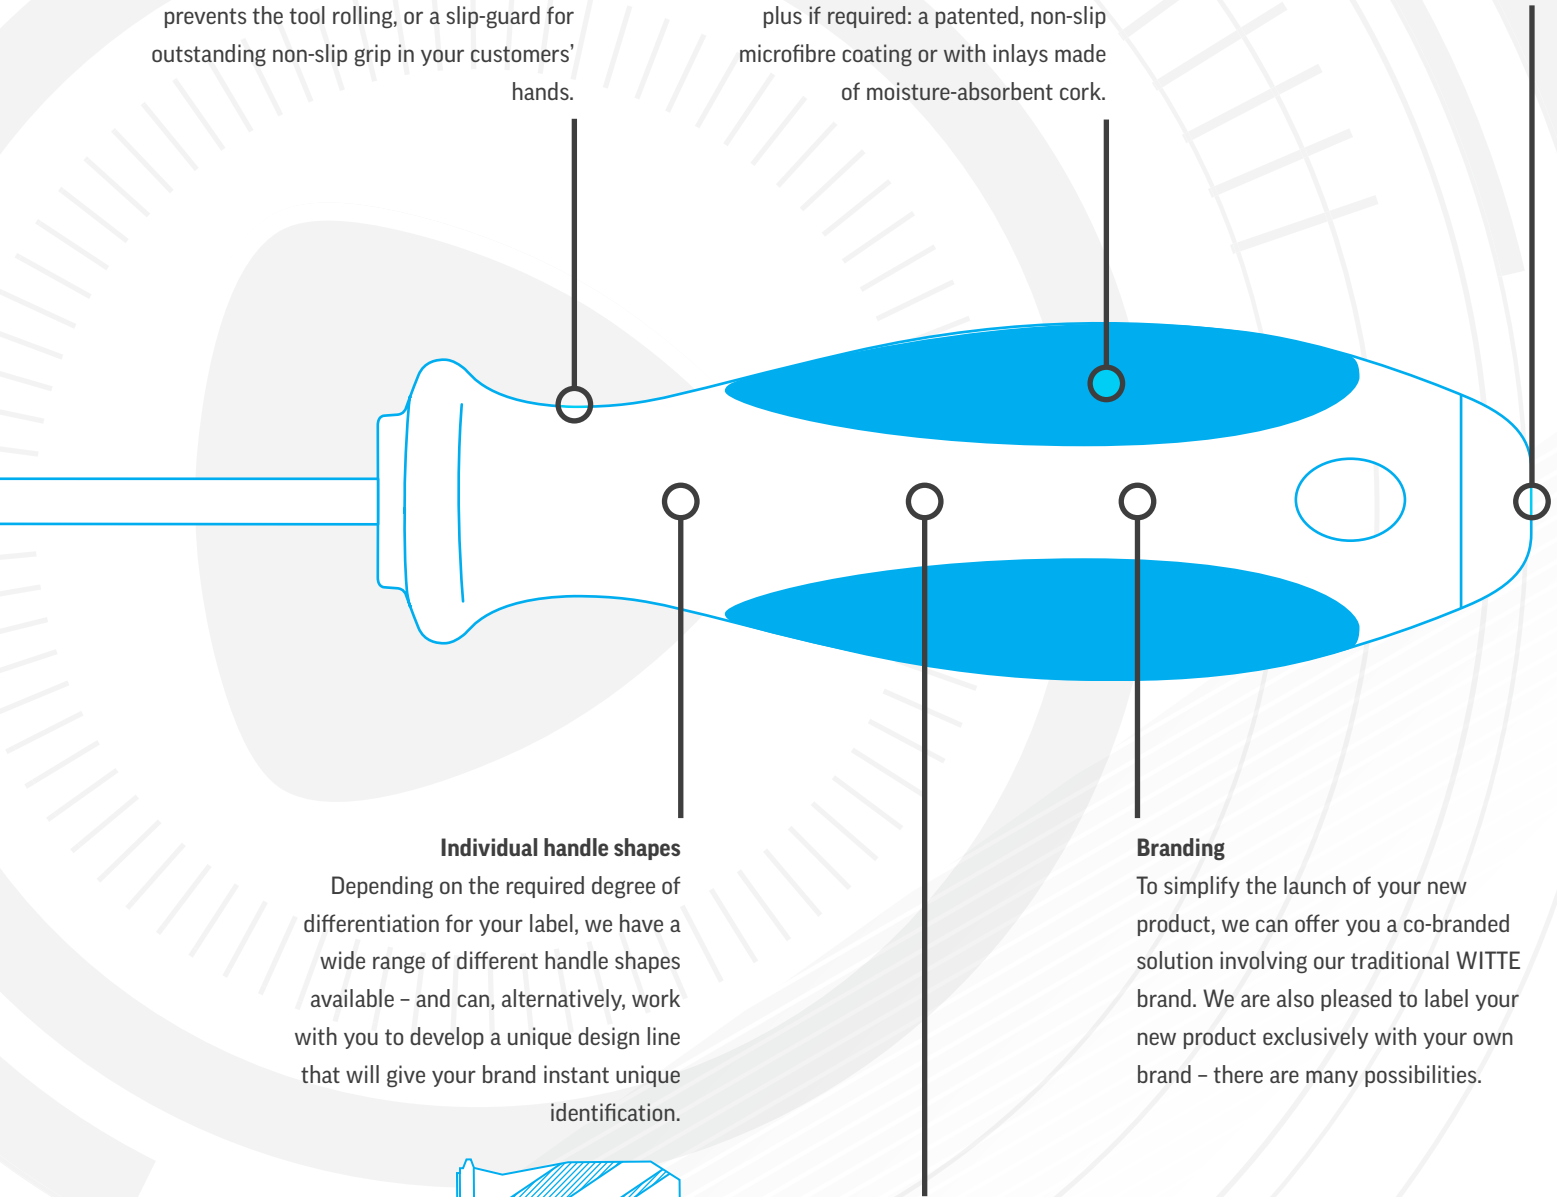 prevents the tool rolling, or a slip-guard for
outstanding non-slip grip in your customers’
hands.
plus if required: a patented, non-slip
microfibre coating or with inlays made
of moisture-absorbent cork.
Individual handle shapes
Depending on the required degree of
differentiation for your label, we have a
wide range of different handle shapes
available – and can, alternatively, work
with you to develop a unique design line
that will give your brand instant unique
identification.
Branding
To simplify the launch of your new
product, we can offer you a co-branded
solution involving our traditional WITTE
brand. We are also pleased to label your
new product exclusively with your own
brand – there are many possibilities.